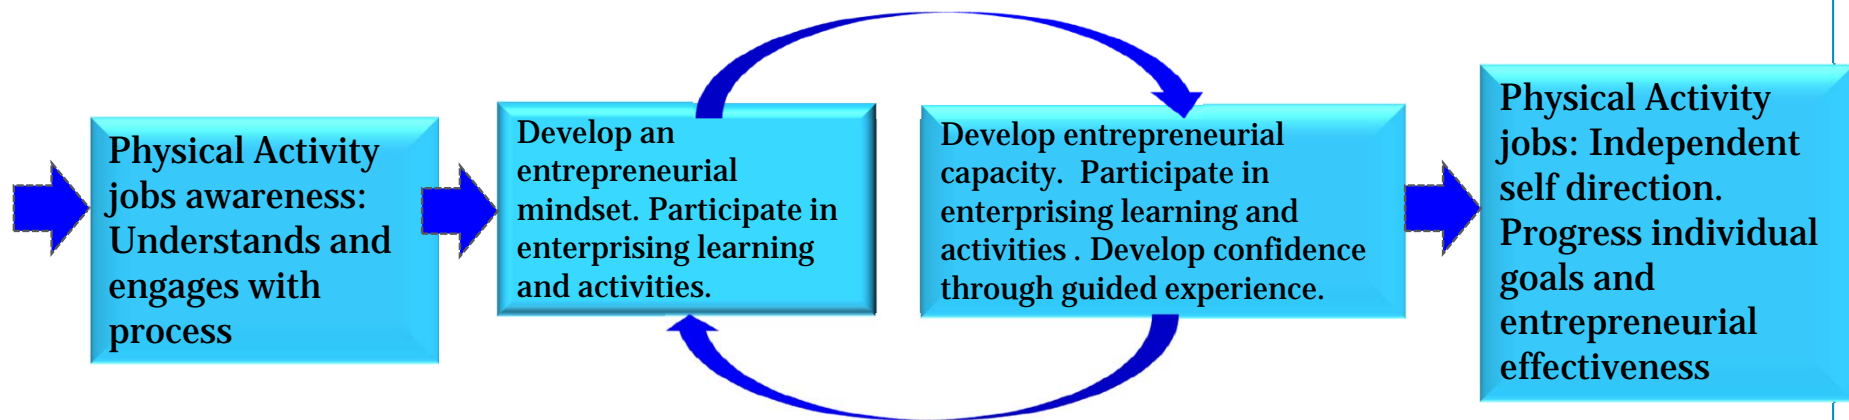 Physical Activity
jobs awareness:
Understands and
engages with
process
Develop an
entrepreneurial
mindset. Participate in
enterprising learning
and activities.
Develop entrepreneurial
capacity.  Participate in
enterprising learning and
activities . Develop confidence
through guided experience.
Physical Activity
jobs: Independent
self direction.
Progress individual
goals and
entrepreneurial
effectiveness